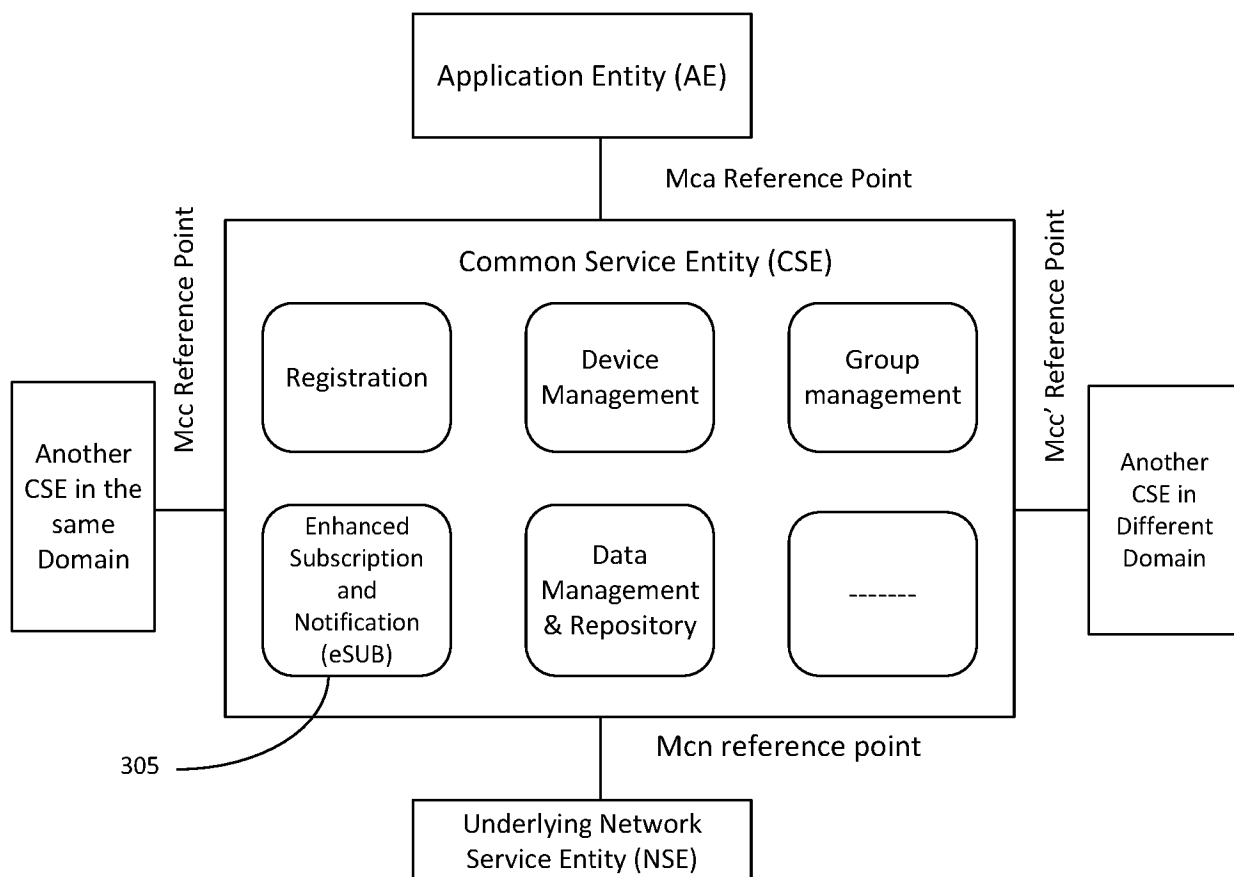 Application Entity (AE)
Mca Reference Point
Mcc Reference Point
Common Service Entity (CSE)
Mcc' Reference Point
Registration
Device
Management
Group
management
Another
CSE in the
same
Domain
Enhanced
Subscription
and
Notification
(eSUB)
Data
Management
& Repository
-------
Another
CSE in
Different
Domain
305
Mcn reference point
Underlying Network
Service Entity (NSE)